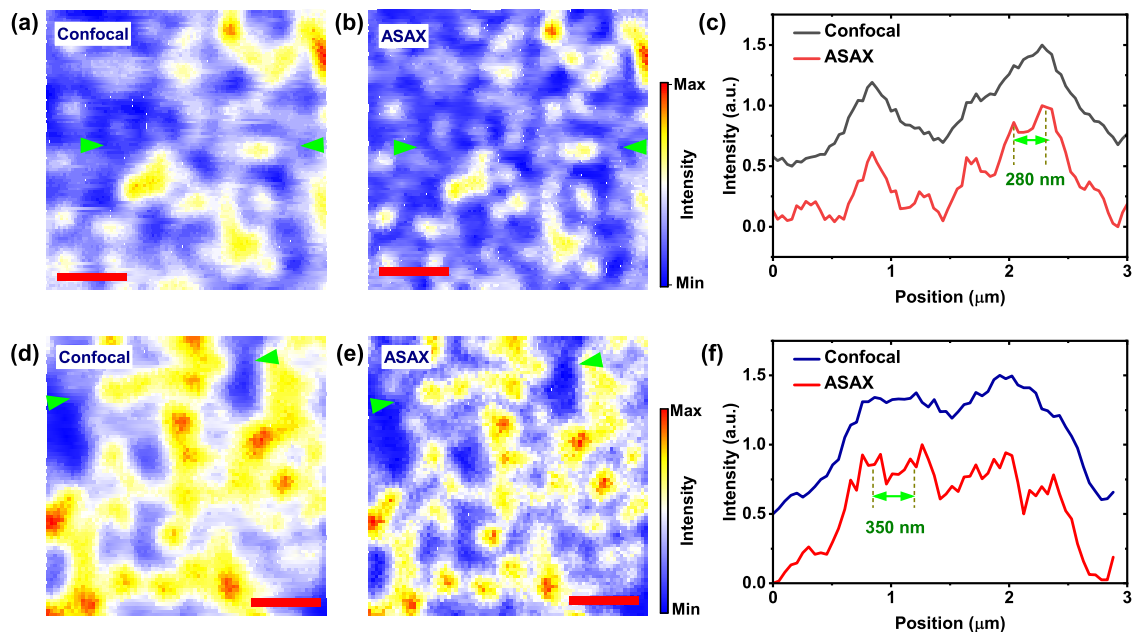 (a)
Confocal
(b)
ASAX
Max
Intensity
Min
(c)
Confocal
ASAX
280 nm
Intensity (a.u.)
1.5
1.0
0.5
0.0
0 1 2 3
Position (μm)
(d)
Confocal
(e)
ASAX
Max
Intensity
Min
(f)
Confocal
ASAX
350 nm
Intensity (a.u.)
1.5
1.0
0.5
0.0
0 1 2 3
Position (μm)